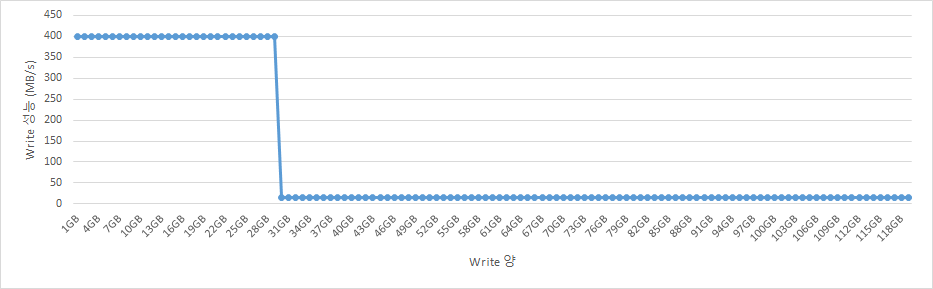 450
400
350
300
250
200
150
100
50
0
Write 성능 (MB/s)
1GB
4GB
7GB
10GB
13GB
16GB
19GB
22GB
25GB
28GB
31GB
34GB
37GB
40GB
43GB
46GB
49GB
52GB
55GB
58GB
61GB
64GB
67GB
70GB
73GB
76GB
79GB
82GB
85GB
88GB
91GB
94GB
97GB
100GB
103GB
106GB
109GB
112GB
115GB
118GB
Write 양